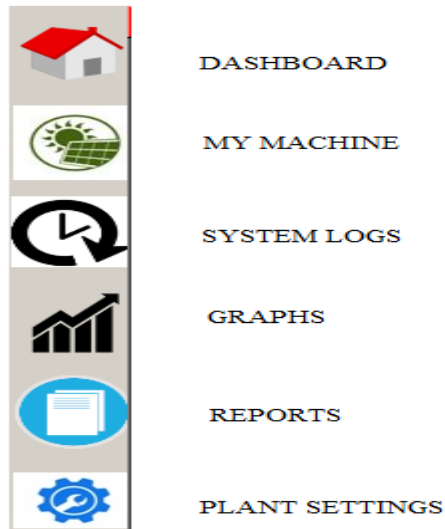 DASHBOARD
MY MACHINE
SYSTEM LOGS
GRAPHS
REPORTS
PLANT SETTINGS